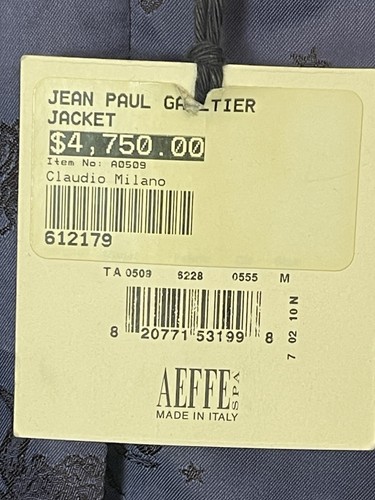 JEAN PAUL GAULTIER
JACKET
$4,750.00
Item No: A0509
Claudio Milano
612179
TA 0509 6228 0555 M
8 20771 53199 8
7 02 10 N
AEFFE SPA
MADE IN ITALY